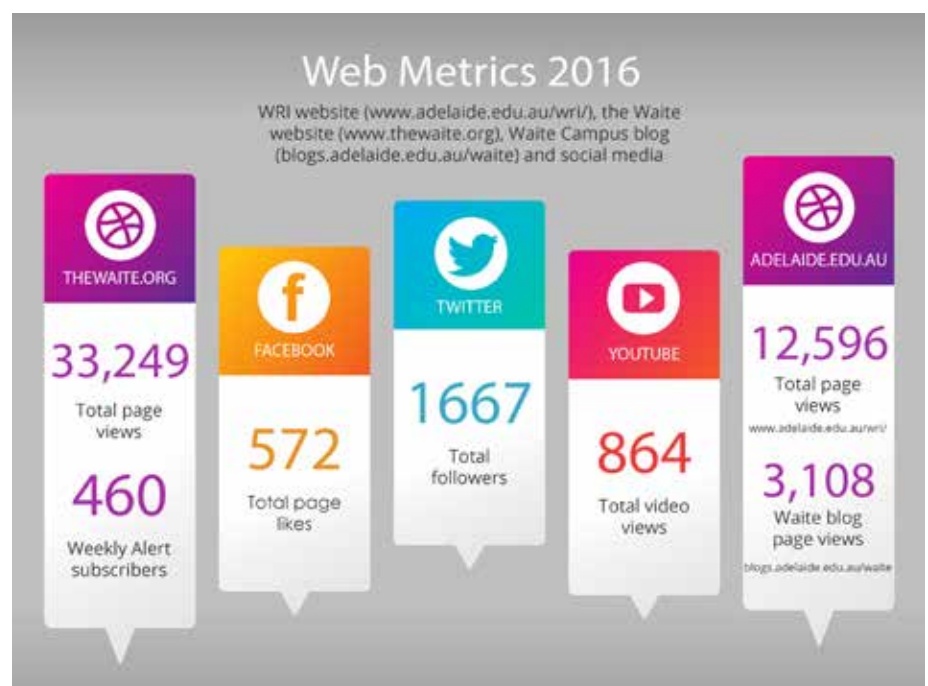 Web Metrics 2016
WRI website (www.adelaide.edu.au/wri/), the Waite
website (www.thewaite.org), Waite Campus blog
(blogs.adelaide.edu.au/waite) and social media
THEWAITE.ORG
33,249
Total page
views
460
Weekly Alert
subscribers
FACEBOOK
572
Total page
likes
TWITTER
1667
Total
followers
YOUTUBE
864
Total video
views
ADELAIDE.EDU.AU
12,596
Total page
views
www.adelaide.edu.au/wri/
3,108
Waite blog
page views
blogs.adelaide.edu.au/waite